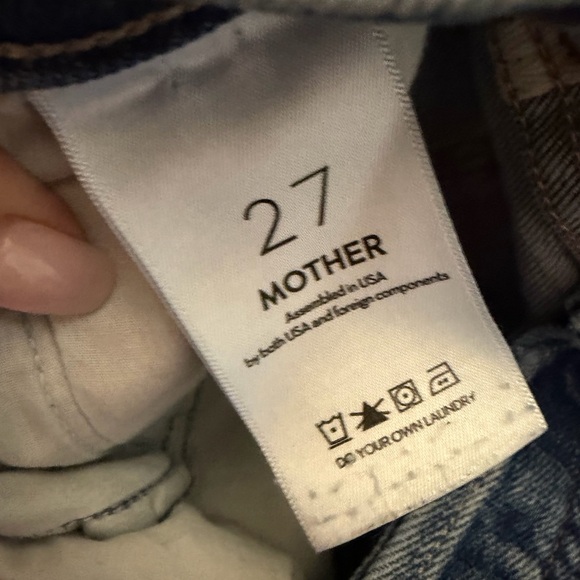 27
MOTHER
Assembled in USA
by both USA and foreign components
DO YOUR OWN LAUNDRY